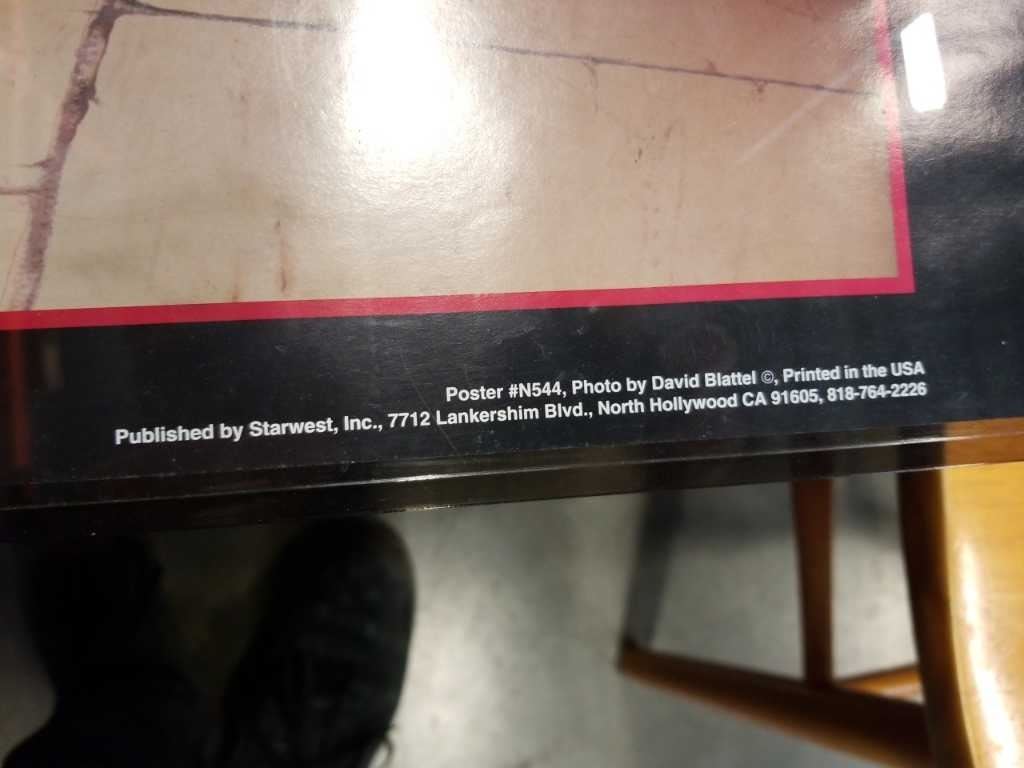 Poster #N544, Photo by David Blattel ©, Printed in the USA
Published by Starwest, Inc., 7712 Lankershim Blvd., North Hollywood CA 91605, 818-764-2226